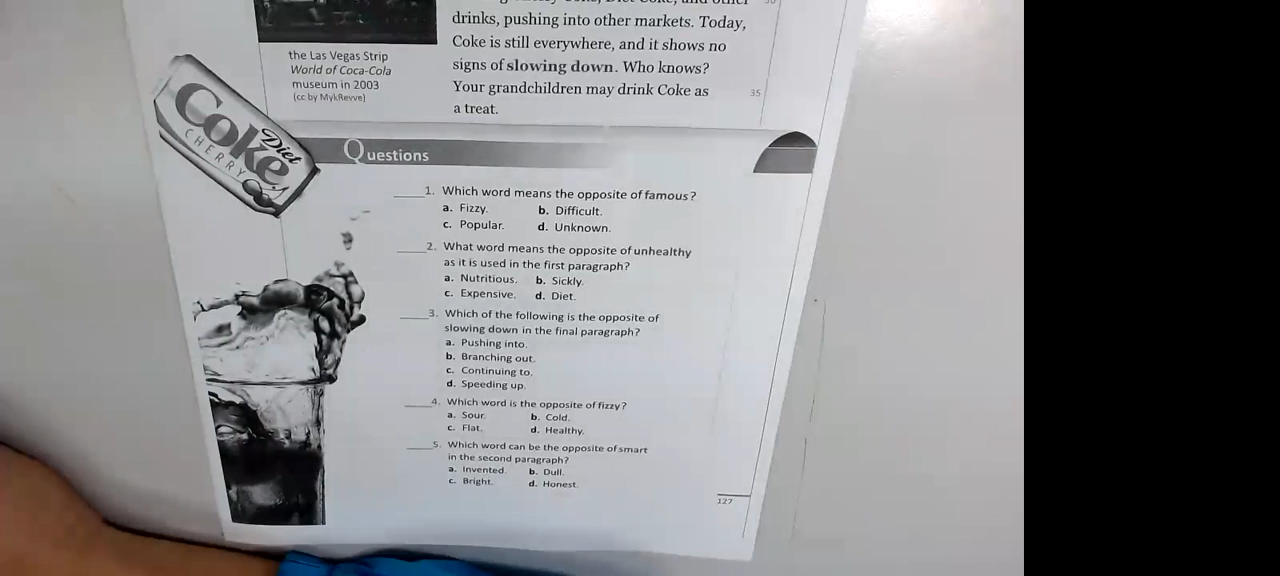 drinks, pushing into other markets. Today,
Coke is still everywhere, and it shows no
signs of slowing down. Who knows?
Your grandchildren may drink Coke as
35
a treat.
the Las Vegas Strip
World of Coca-Cola
museum in 2003
(cc by MykReeve)
Diet
Coke
CHERRY
Questions
____1. Which word means the opposite of famous?
a. Fizzy. b. Difficult.
c. Popular. d. Unknown.
____2. What word means the opposite of unhealthy
as it is used in the first paragraph?
a. Nutritious. b. Sickly.
c. Expensive. d. Diet.
____3. Which of the following is the opposite of
slowing down in the final paragraph?
a. Pushing into.
b. Branching out.
c. Continuing to.
d. Speeding up.
____4. Which word is the opposite of fizzy?
a. Sour. b. Cold.
c. Flat. d. Healthy.
____5. Which word can be the opposite of smart
in the second paragraph?
a. Invented. b. Dull.
c. Bright. d. Honest.
127